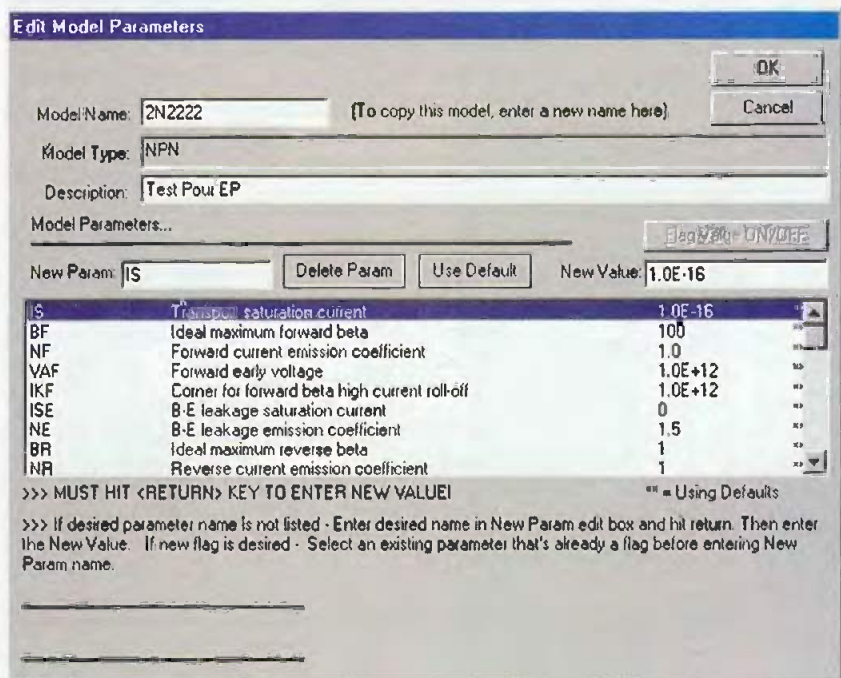 Edit Model Parameters
OK
Model Name: 2N2222 (To copy this model, enter a new name here)
Cancel
Model Type: NPN
Description: Test Pour EP
Model Parameters...
Flag Value ON/OFF
New Param: IS Delete Param Use Default New Value: 1.0E-16
IS Transport saturation current 1.0E-16 **
BF Ideal maximum forward beta 100 **
NF Forward current emission coefficient 1.0 **
VAF Forward early voltage 1.0E+12 **
IKF Corner for forward beta high current roll-off 1.0E+12 **
ISE B-E leakage saturation current 0 **
NE B-E leakage emission coefficient 1.5 **
BR Ideal maximum reverse beta 1 **
NR Reverse current emission coefficient 1 **
>>> MUST HIT <RETURN> KEY TO ENTER NEW VALUE! ** = Using Defaults
>>> If desired parameter name is not listed - Enter desired name in New Param edit box and hit return. Then enter
the New Value. If new flag is desired - Select an existing parameter that's already a flag before entering New
Param name.